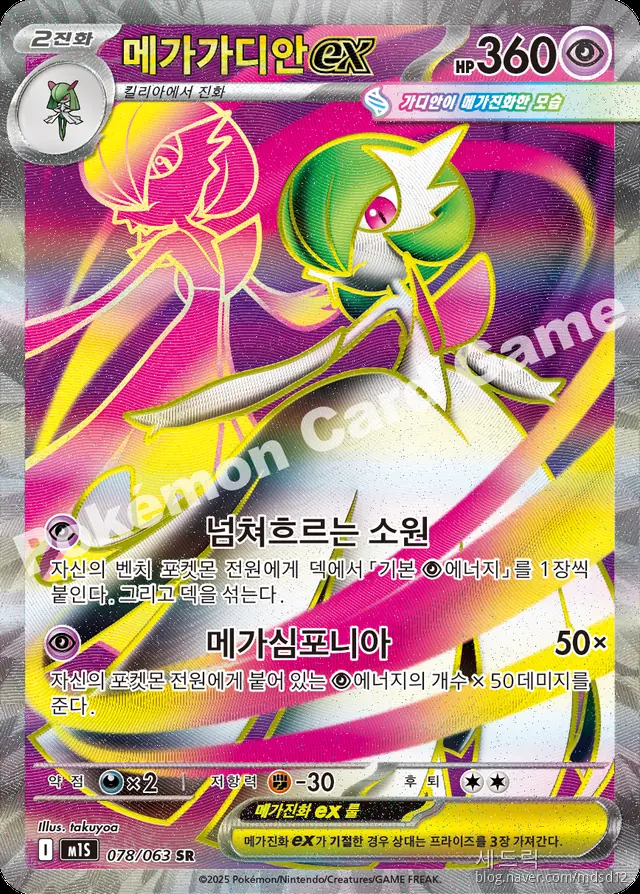 2진화
메가가디안ex
HP360
킬리아에서 진화
가디안이 메가진화한 모습
Pokémon Card Game
넘쳐흐르는 소원
자신의 벤치 포켓몬 전원에게 덱에서 「기본 에너지」를 1장씩
붙인다. 그리고 덱을 섞는다.
메가심포니아 50×
자신의 포켓몬 전원에게 붙어 있는 에너지의 개수×50데미지를
준다.
약점 ×2 저항력 -30 후퇴
메가진화 ex 룰
메가진화 ex가 기절한 경우 상대는 프라이즈를 3장 가져간다.
Illus. takuyoa
I M1S 078/063 SR
©2025 Pokémon/Nintendo/Creatures/GAME FREAK.
세드릭
blog.naver.com/mdsd12